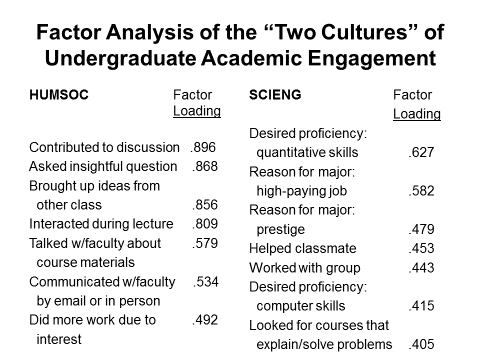 Factor Analysis of the “Two Cultures” of
Undergraduate Academic Engagement
HUMSOC Factor
Loading
Contributed to discussion .896
Asked insightful question .868
Brought up ideas from
other class .856
Interacted during lecture .809
Talked w/faculty about .579
course materials
Communicated w/faculty .534
by email or in person
Did more work due to .492
interest
SCIENG Factor
Loading
Desired proficiency:
quantitative skills .627
Reason for major:
high-paying job .582
Reason for major:
prestige .479
Helped classmate .453
Worked with group .443
Desired proficiency:
computer skills .415
Looked for courses that
explain/solve problems .405